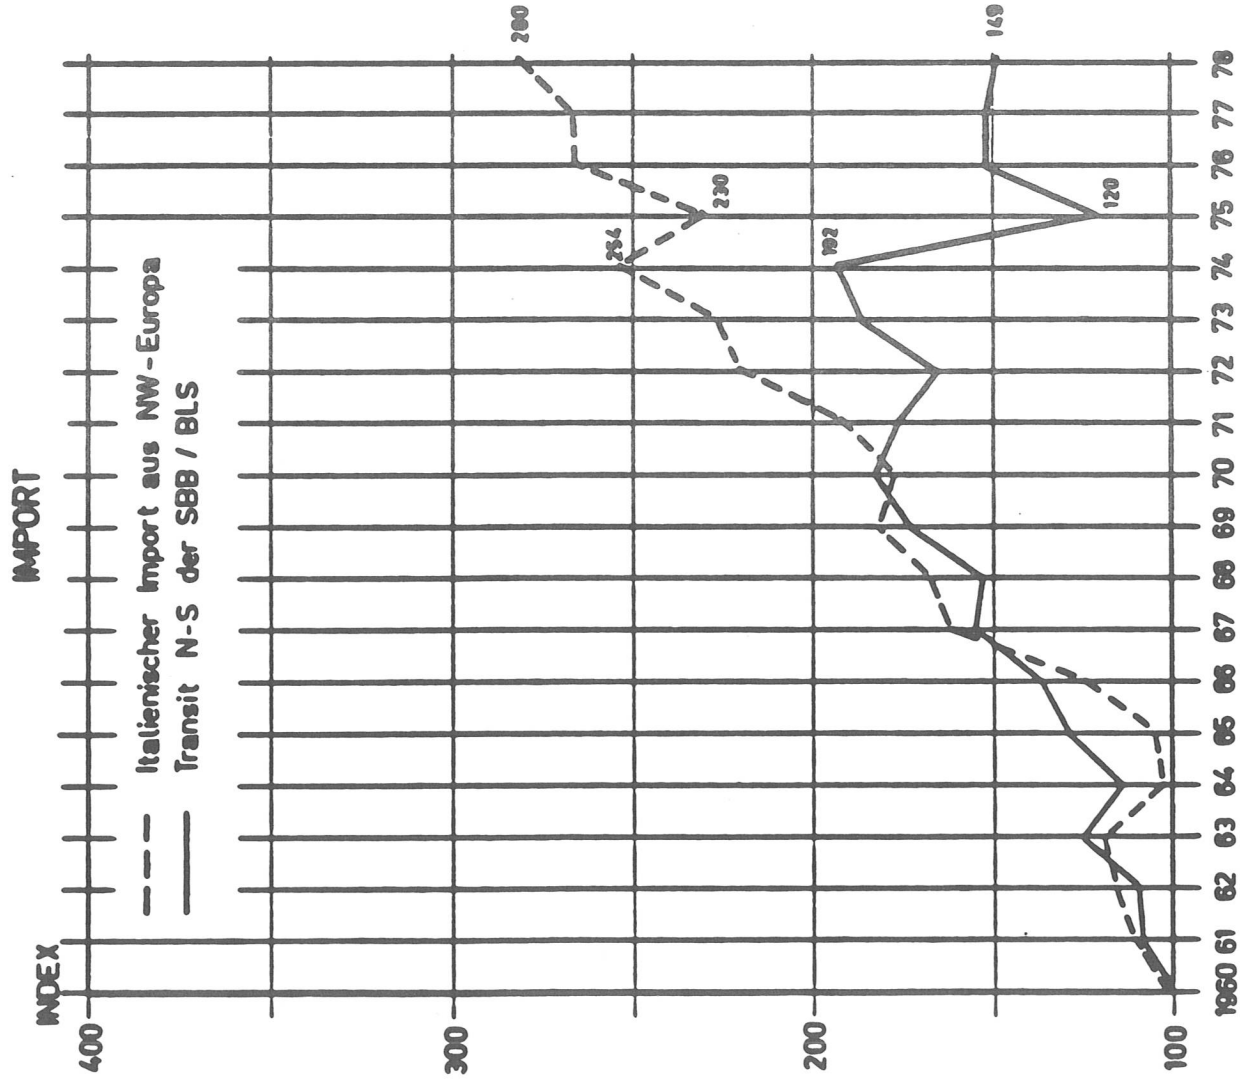 IMPORT
INDEX
Italienischer Import aus NW-Europa
Transit N-S der SBB / BLS
400
300
200
100
280
254
230
192
149
120
1960 61 62 63 64 65 66 67 68 69 70 71 72 73 74 75 76 77 78